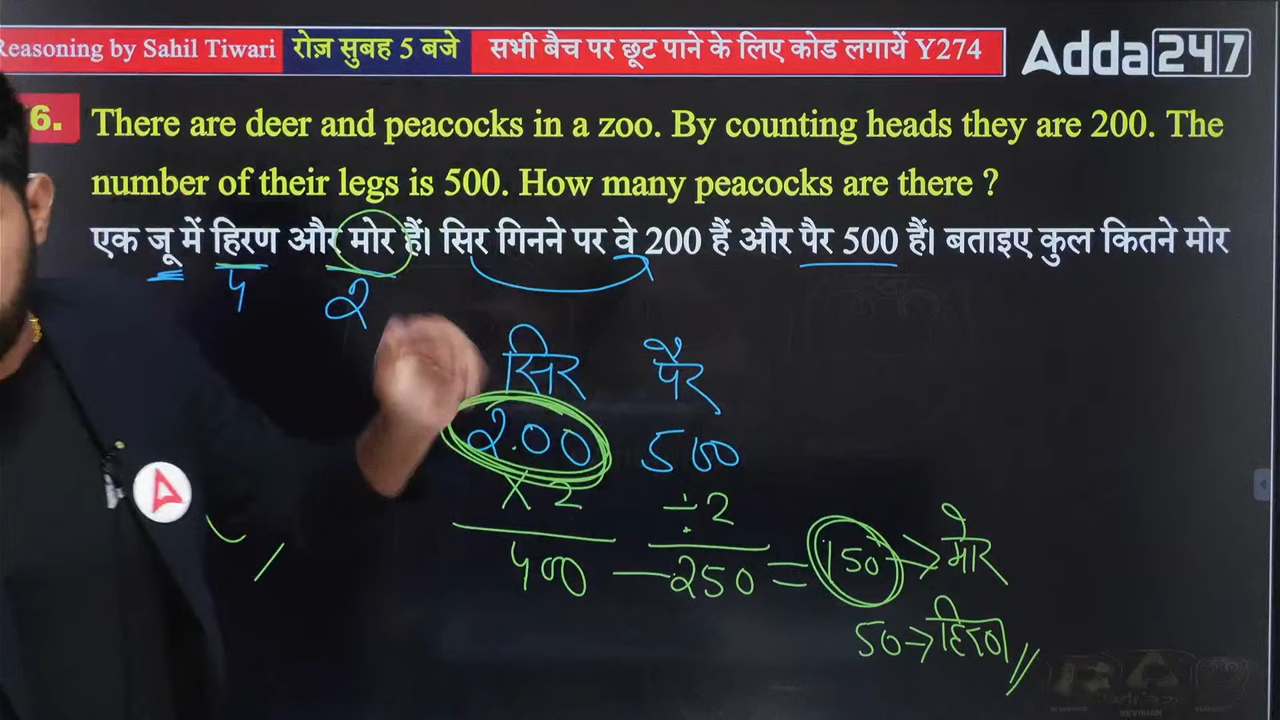 Reasoning by Sahil Tiwari रोज़ सुबह 5 बजे सभी बैच पर छूट पाने के लिए कोड लगायें Y274 Adda 247
6. There are deer and peacocks in a zoo. By counting heads they are 200. The
number of their legs is 500. How many peacocks are there ?
एक जू में हिरण और मोर हैं। सिर गिनने पर वे 200 हैं और पैर 500 हैं। बताइए कुल कितने मोर
4 2
सिर पैर
200 500
× 2 ÷2
400 — 250 = 150 → मोर
50 → हिरण //